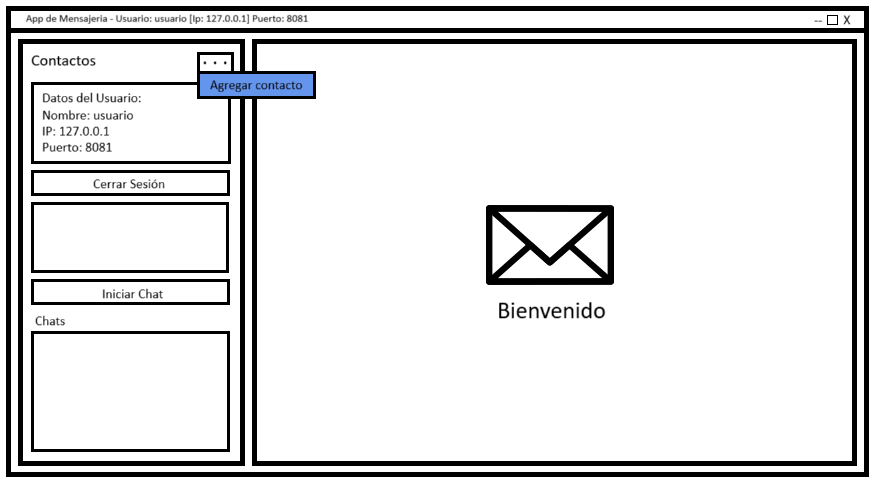 App de Mensajeria - Usuario: usuario [Ip: 127.0.0.1] Puerto: 8081
-- X
Contactos
. . .
Agregar contacto
Datos del Usuario:
Nombre: usuario
IP: 127.0.0.1
Puerto: 8081
Cerrar Sesión
Iniciar Chat
Chats
Bienvenido